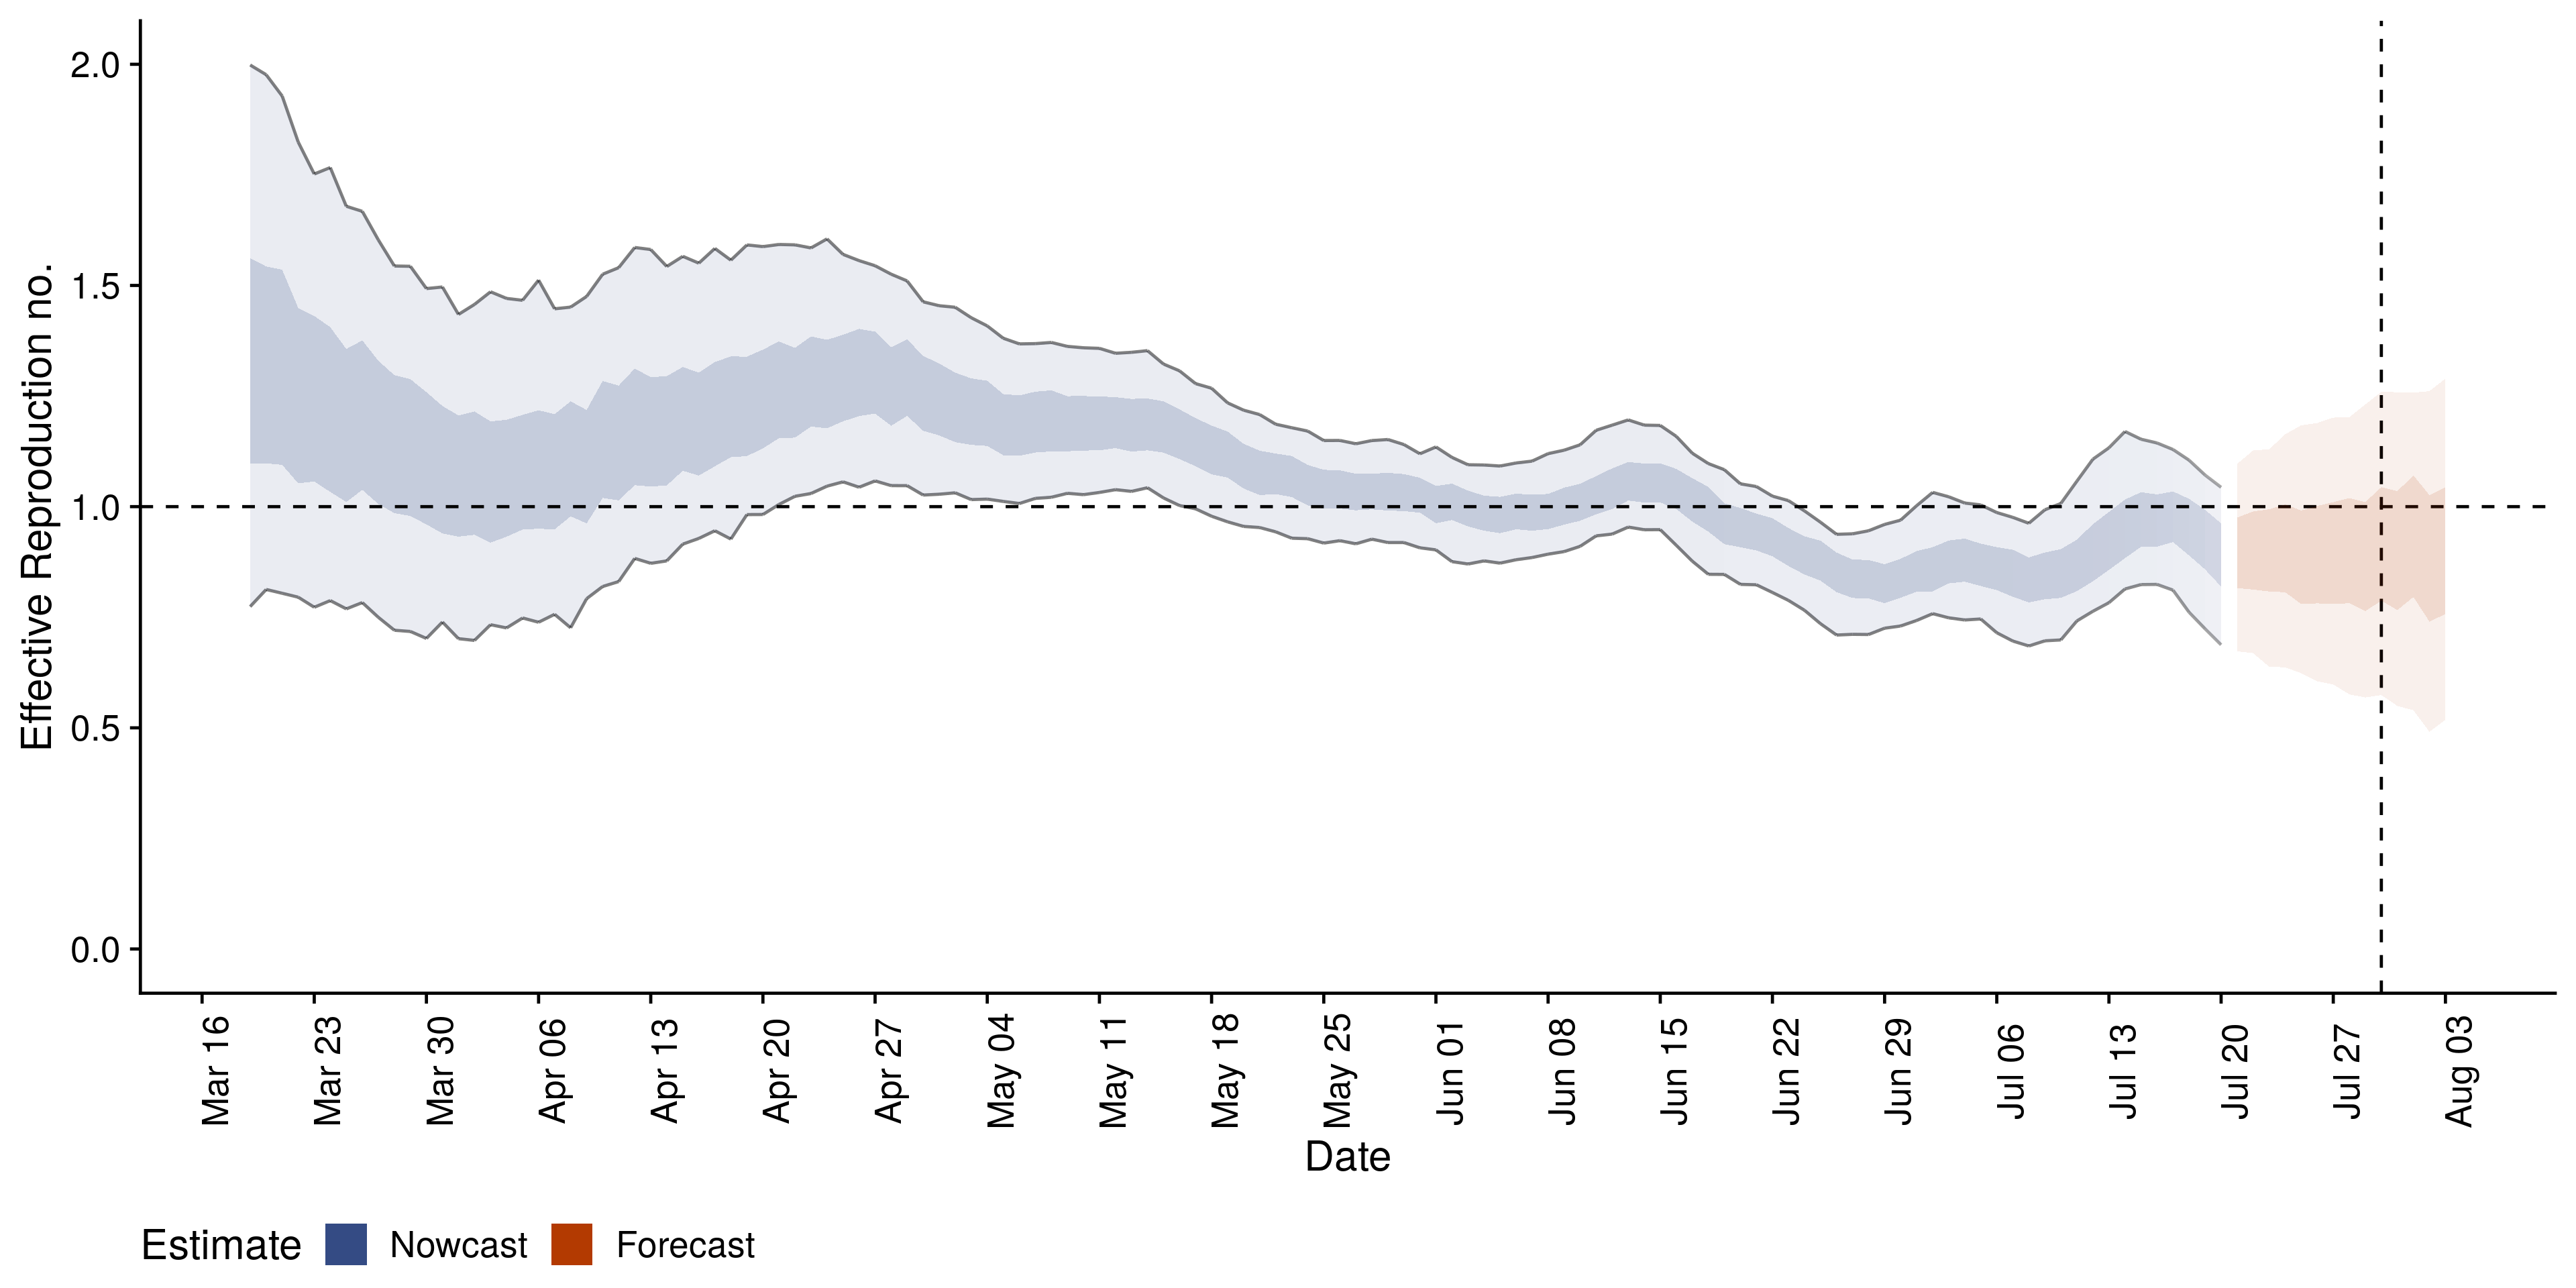 Effective Reproduction no.
2.0
1.5
1.0
0.5
0.0
Mar 16
Mar 23
Mar 30
Apr 06
Apr 13
Apr 20
Apr 27
May 04
May 11
May 18
May 25
Jun 01
Jun 08
Jun 15
Jun 22
Jun 29
Jul 06
Jul 13
Jul 20
Jul 27
Aug 03
Date
Estimate Nowcast Forecast